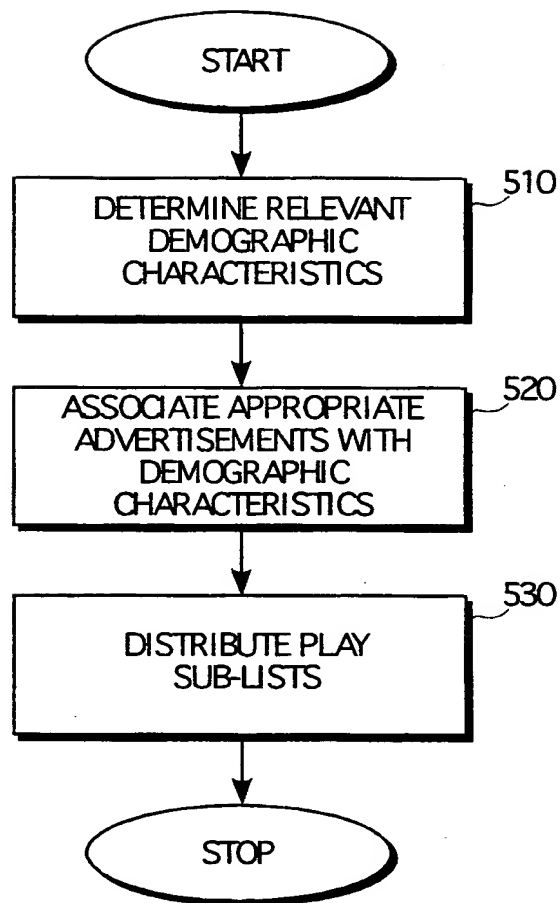 START
510
DETERMINE RELEVANT
DEMOGRAPHIC
CHARACTERISTICS
520
ASSOCIATE APPROPRIATE
ADVERTISEMENTS WITH
DEMOGRAPHIC
CHARACTERISTICS
530
DISTRIBUTE PLAY
SUB-LISTS
STOP